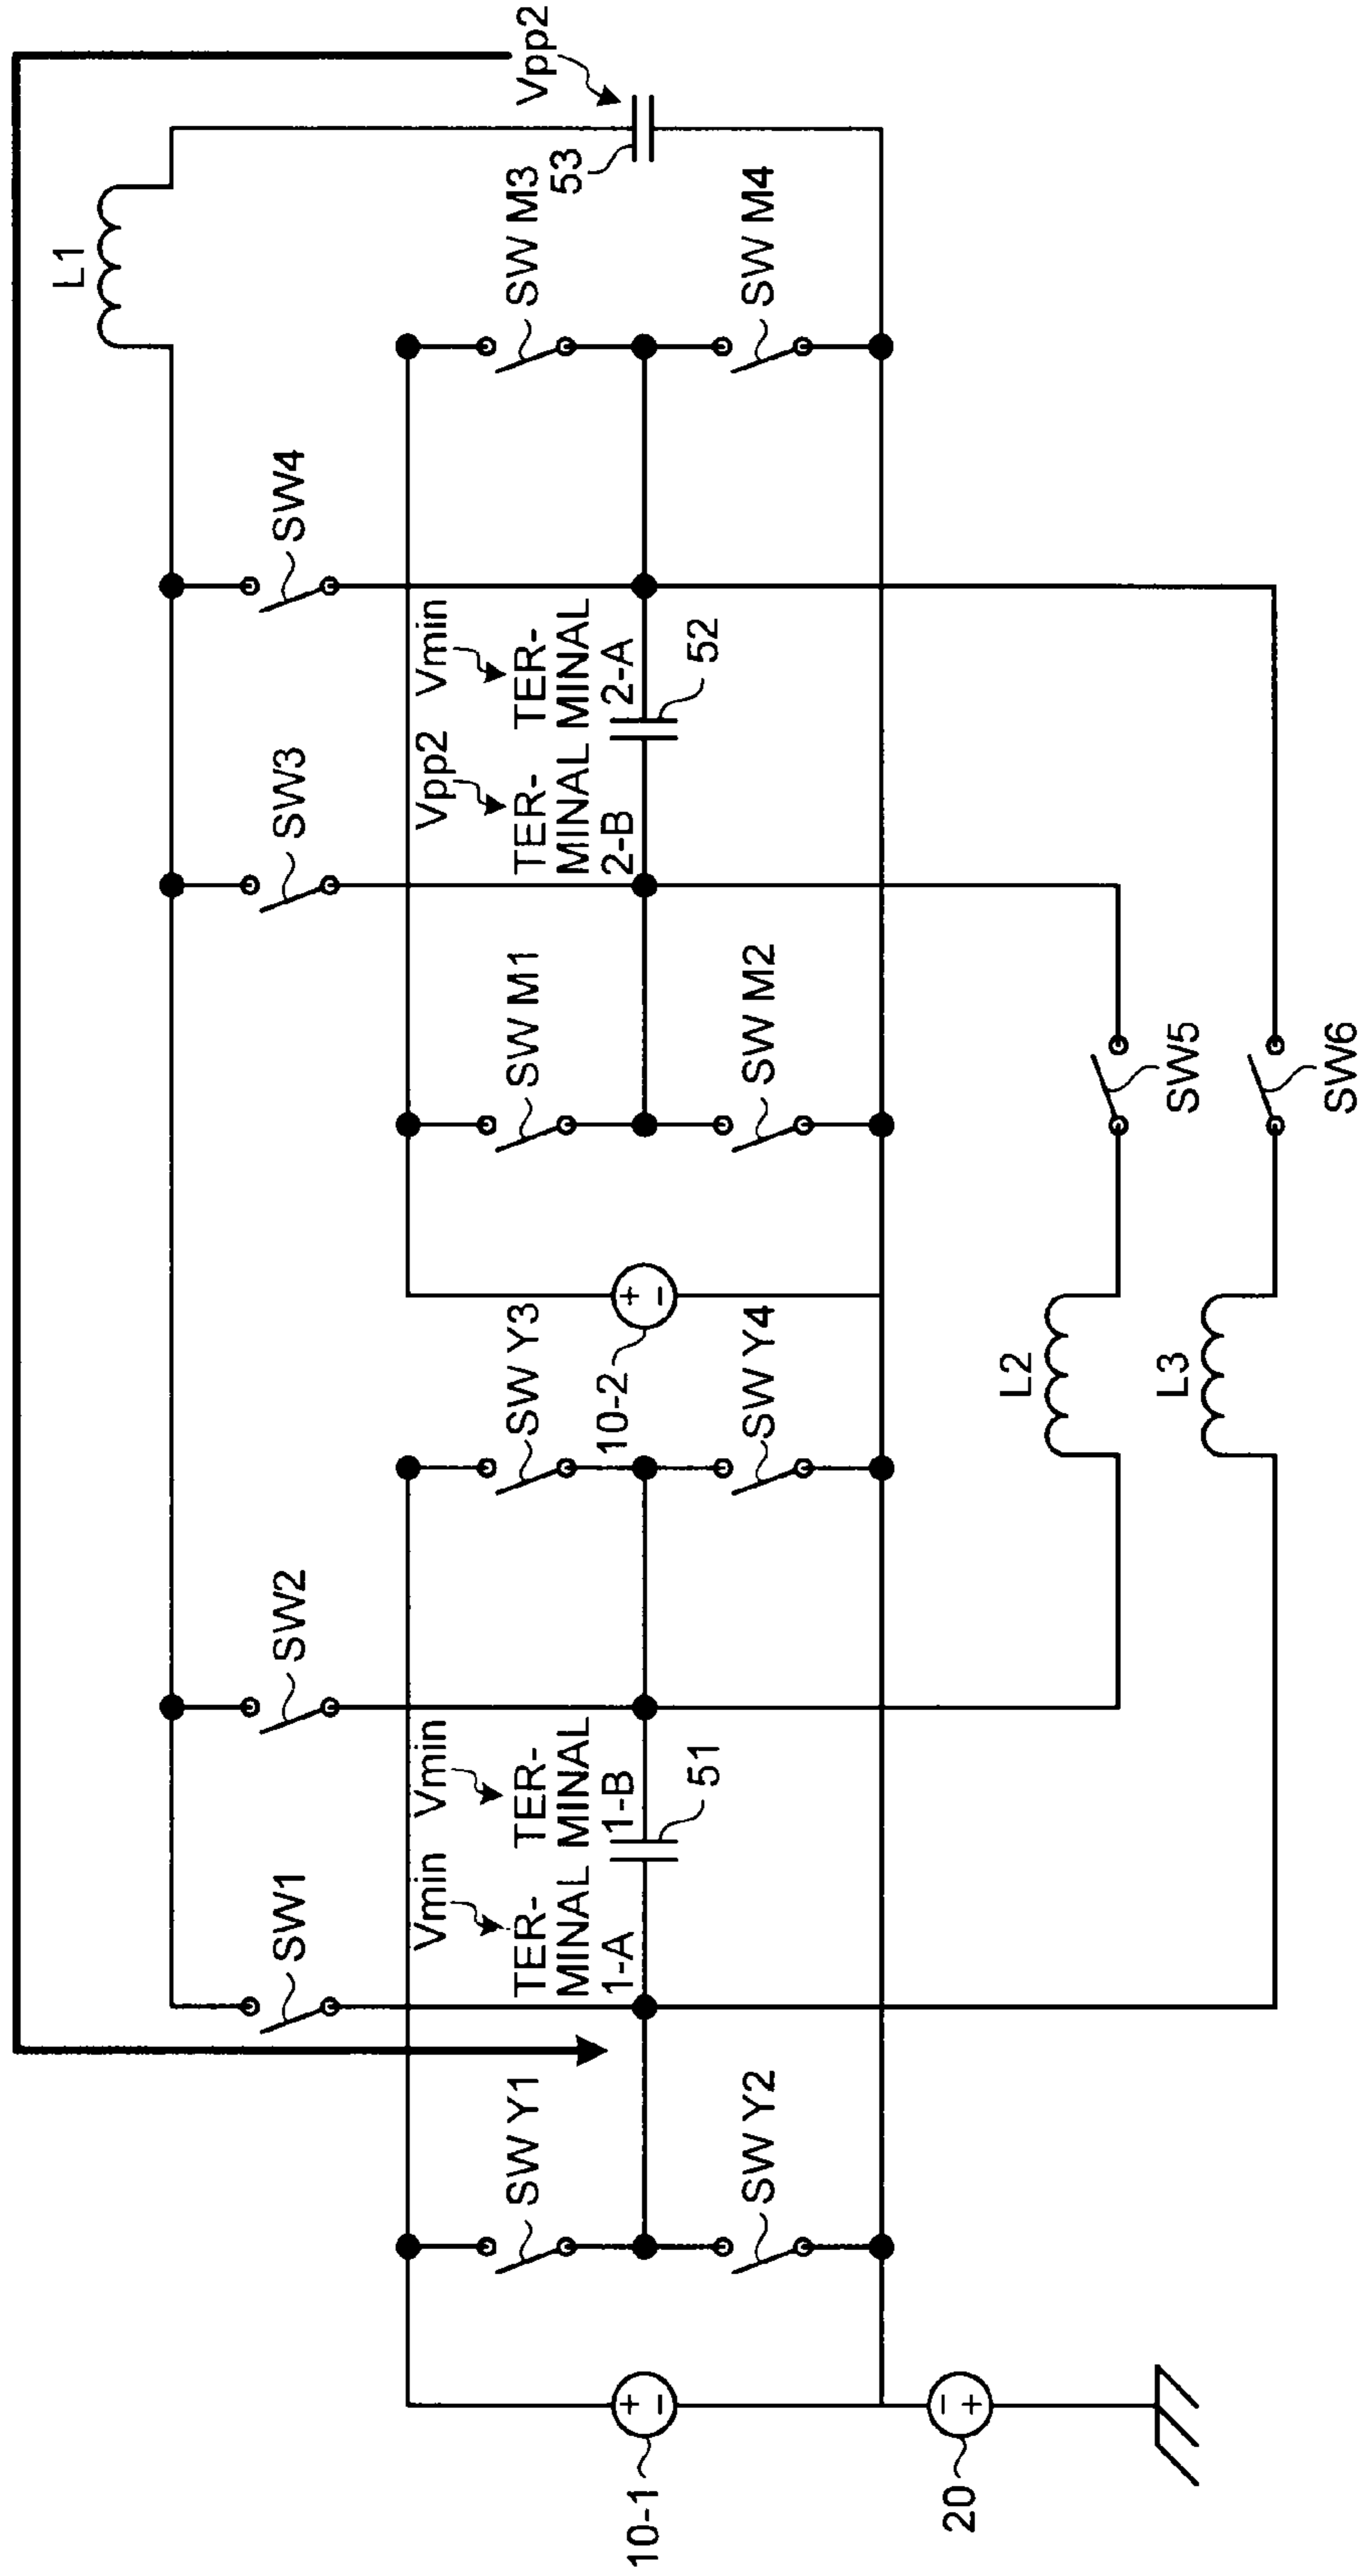 L1
SW1
SW2
SW3
SW4
Vmin
Vmin
Vpp2
Vmin
Vpp2
SW Y1
TER-
MINAL
1-A
TER-
MINAL
1-B
SW Y3
SW M1
TER-
MINAL
2-B
TER-
MINAL
2-A
SW M3
53
10-1
51
10-2
52
SW Y2
SW Y4
SW M2
SW M4
20
L2
SW5
L3
SW6